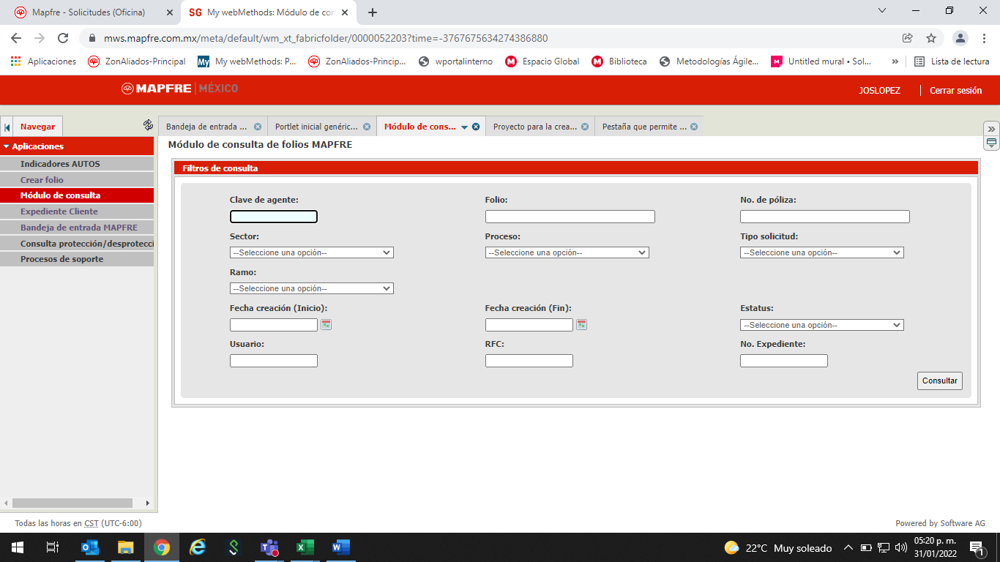 Mapfre - Solicitudes (Oficina)
SG My webMethods: Módulo de con
mws.mapfre.com.mx/meta/default/wm_xt_fabricfolder/0000052203?time=-3767675634274386880
Aplicaciones
ZonAliados-Principal
My
My webMethods: P...
ZonAliados-Princip...
wportalinterno
Espacio Global
Biblioteca
Metodologías Ágile...
Untitled mural • Sol...
»
Lista de lectura
MAPFRE | MÉXICO
JOSLOPEZ
Cerrar sesión
Navegar
Bandeja de entrada ...
Portlet inicial genéric...
Módulo de cons...
Proyecto para la crea...
Pestaña que permite ...
Aplicaciones
Indicadores AUTOS
Crear folio
Módulo de consulta
Expediente Cliente
Bandeja de entrada MAPFRE
Consulta protección/desprotecci
Procesos de soporte
Módulo de consulta de folios MAPFRE
Filtros de consulta
Clave de agente:
Folio:
No. de póliza:
Sector:
Proceso:
Tipo solicitud:
--Seleccione una opción--
--Seleccione una opción--
--Seleccione una opción--
Ramo:
--Seleccione una opción--
Fecha creación (Inicio):
Fecha creación (Fin):
Estatus:
--Seleccione una opción--
Usuario:
RFC:
No. Expediente:
Consultar
Todas las horas en CST (UTC-6:00)
Powered by Software AG
22°C Muy soleado
05:20 p. m.
31/01/2022
1